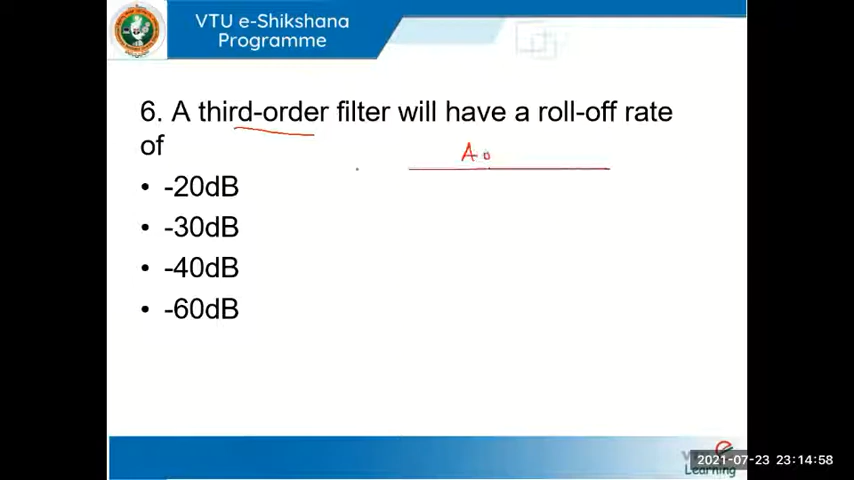 VTU e-Shikshana
Programme
6. A third-order filter will have a roll-off rate
of
A0
• -20dB
• -30dB
• -40dB
• -60dB
2021-07-23 23:14:58
Learning